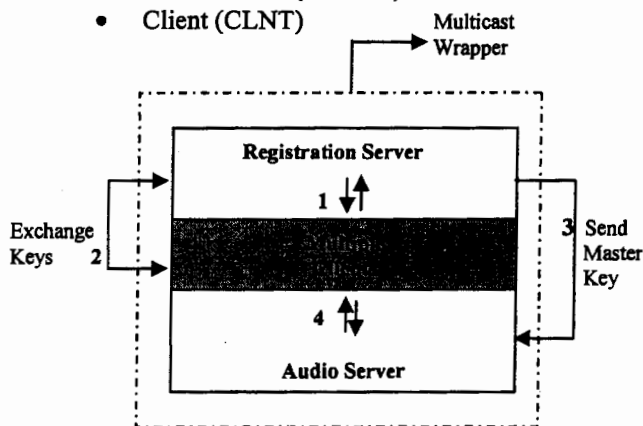 • Client (CLNT)
Multicast
Wrapper
Registration Server
1
Exchange
Keys 2
3 Send
Master
Key
4
Audio Server